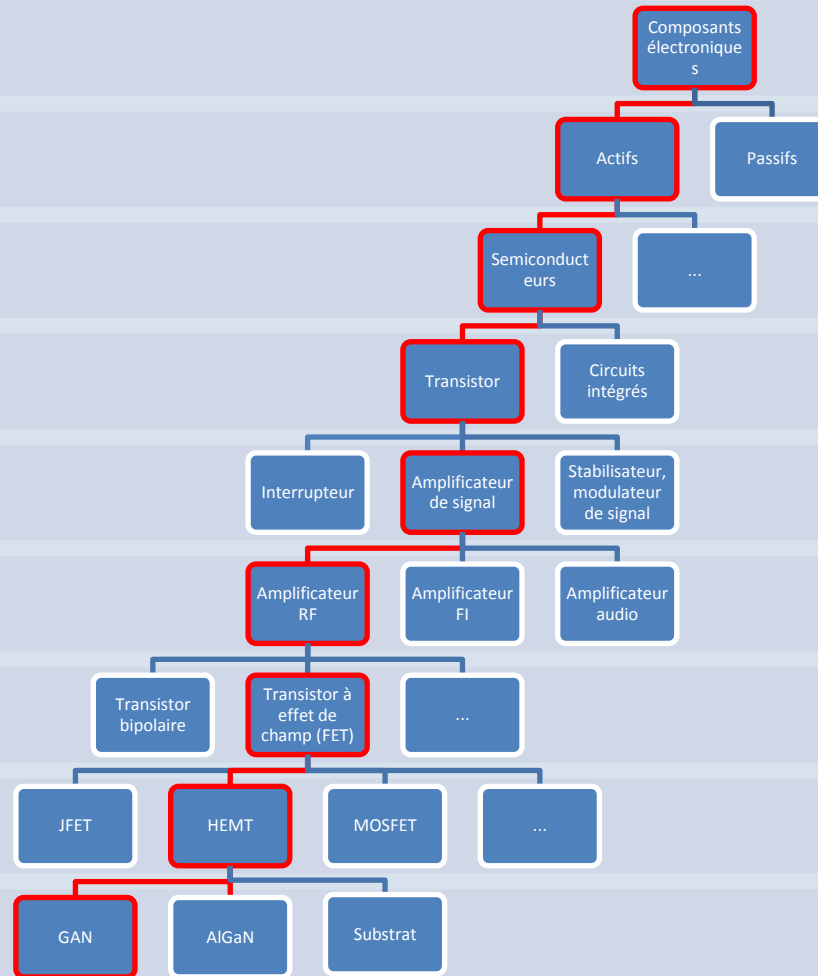 Composants
électronique
s
Actifs
Passifs
Semiconduct
eurs
...
Transistor
Circuits
intégrés
Interrupteur
Amplificateur
de signal
Stabilisateur,
modulateur
de signal
Amplificateur
RF
Amplificateur
FI
Amplificateur
audio
Transistor
bipolaire
Transistor à
effet de
champ (FET)
...
JFET
HEMT
MOSFET
...
GAN
AlGaN
Substrat